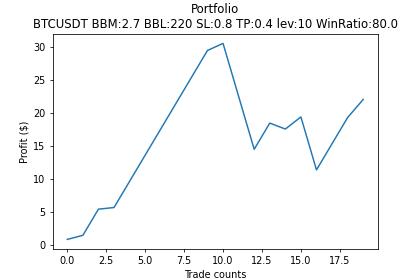 Portfolio
BTCUSDT BBM:2.7 BBL:220 SL:0.8 TP:0.4 lev:10 WinRatio:80.0
30
25
20
15
10
5
0
Profit ($)
0.0 2.5 5.0 7.5 10.0 12.5 15.0 17.5
Trade counts